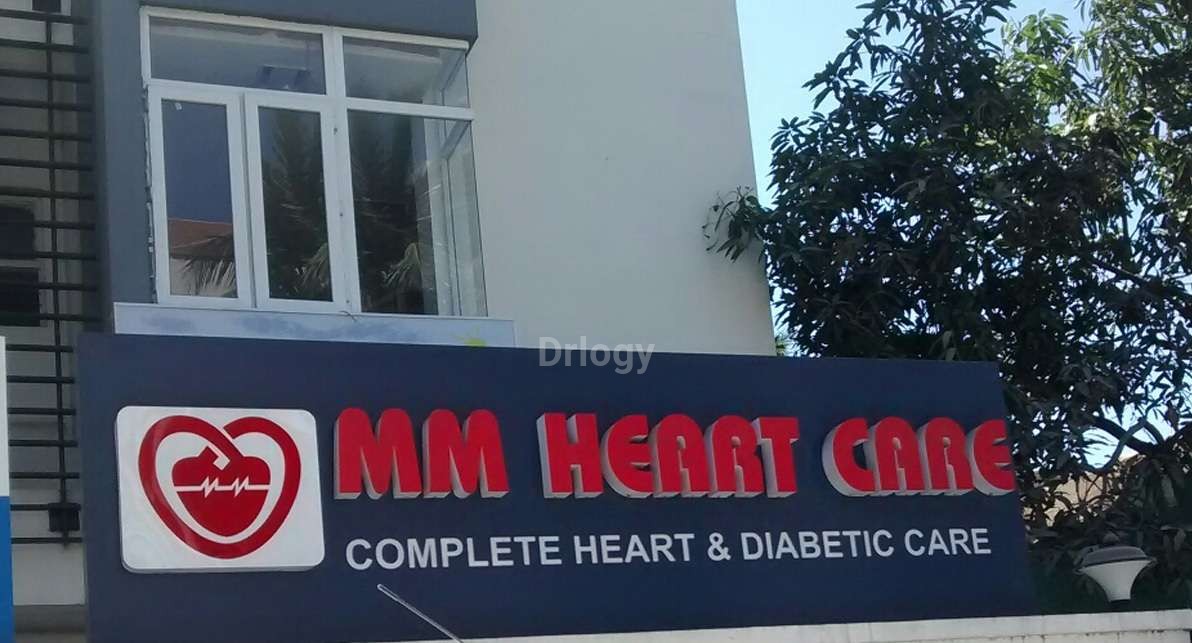 Drlogy
MM HEART CARE
COMPLETE HEART & DIABETIC CARE